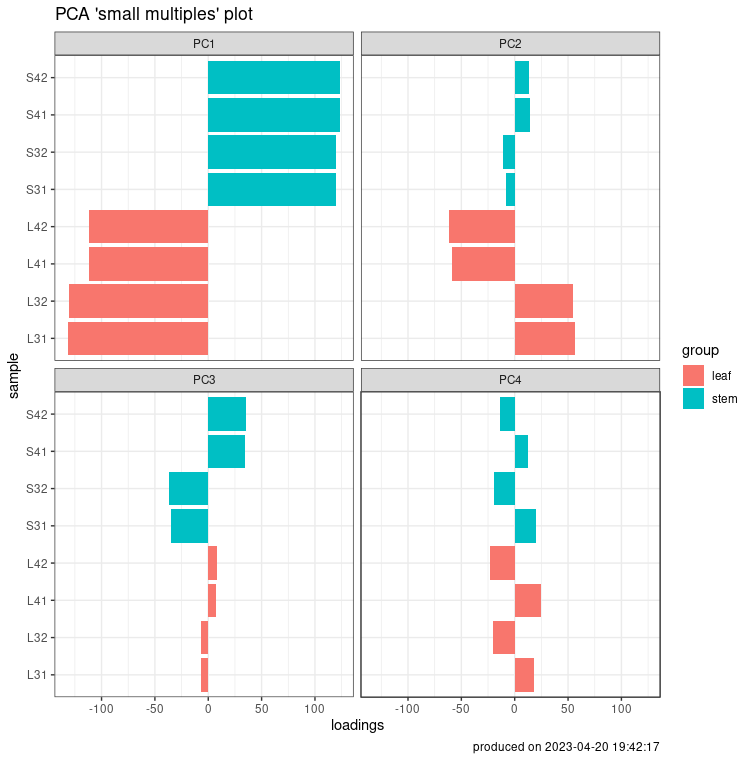 PCA 'small multiples' plot
PC1
PC2
S42
S41
S32
S31
L42
L41
L32
L31
PC3
PC4
S42
S41
S32
S31
L42
L41
L32
L31
-100 -50 0 50 100
-100 -50 0 50 100
loadings
sample
group
leaf
stem
produced on 2023-04-20 19:42:17